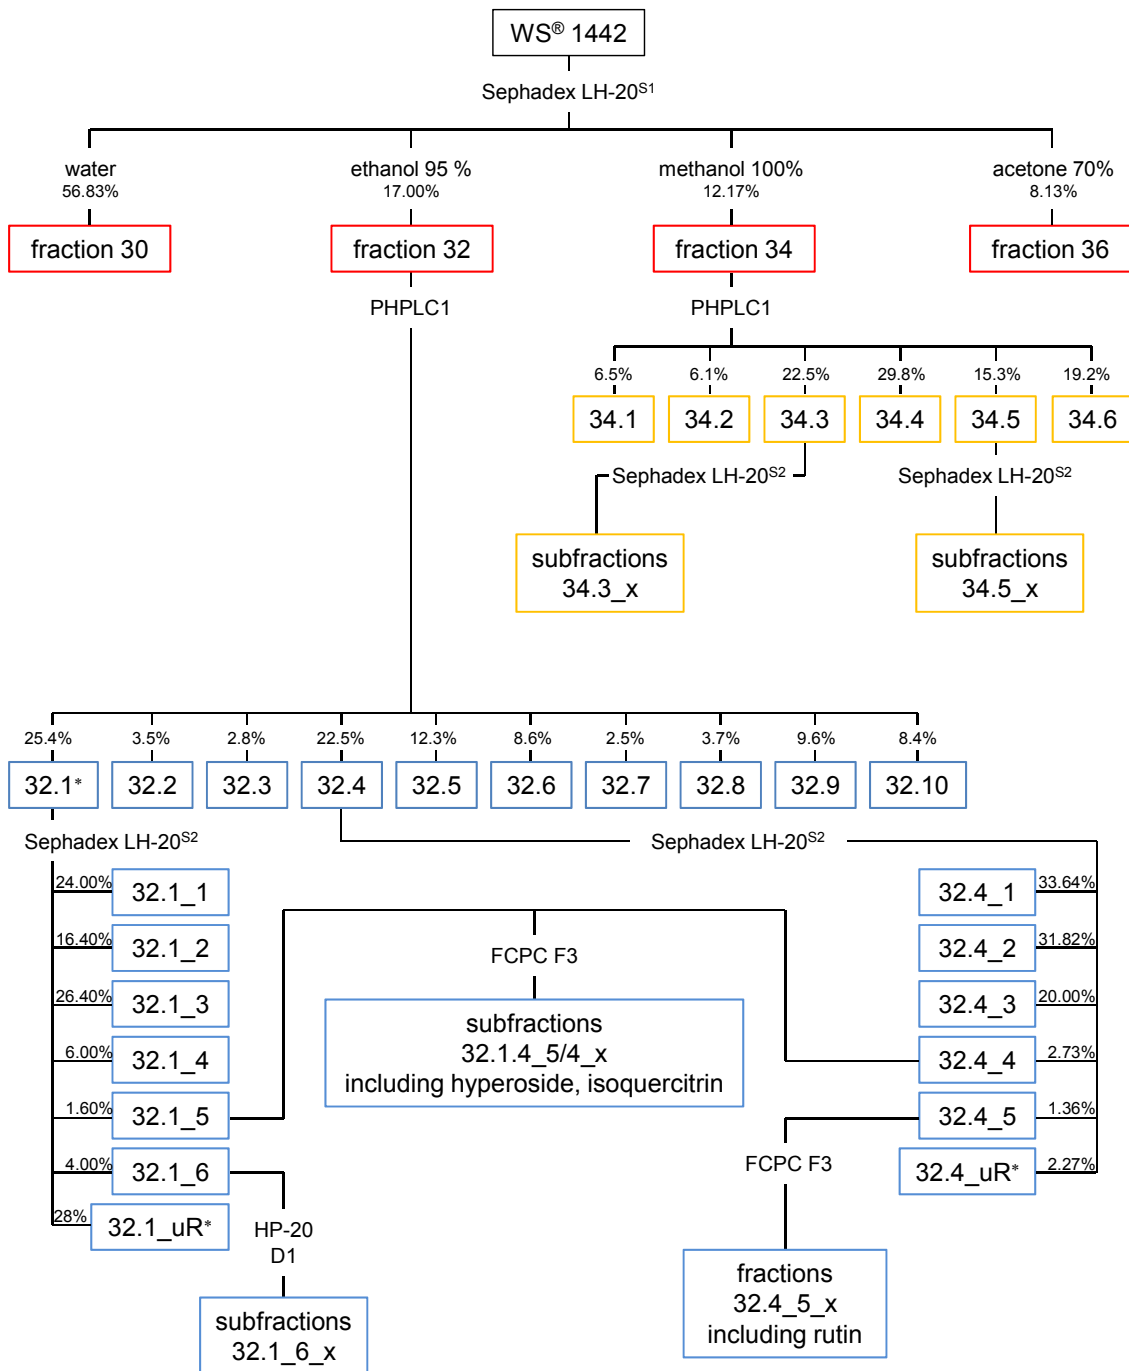 WS® 1442
Sephadex LH-20S1
water
56.83%
ethanol 95 %
17.00%
methanol 100%
12.17%
acetone 70%
8.13%
fraction 30
fraction 32
fraction 34
fraction 36
PHPLC1
PHPLC1
6.5%
6.1%
22.5%
29.8%
15.3%
19.2%
34.1
34.2
34.3
34.4
34.5
34.6
Sephadex LH-20S2
Sephadex LH-20S2
subfractions
34.3_x
subfractions
34.5_x
25.4%
3.5%
2.8%
22.5%
12.3%
8.6%
2.5%
3.7%
9.6%
8.4%
32.1*
32.2
32.3
32.4
32.5
32.6
32.7
32.8
32.9
32.10
Sephadex LH-20S2
Sephadex LH-20S2
24.00%
32.1_1
16.40%
32.1_2
26.40%
32.1_3
6.00%
32.1_4
1.60%
32.1_5
4.00%
32.1_6
28%
32.1_uR*
FCPC F3
subfractions
32.1.4_5/4_x
including hyperoside, isoquercitrin
32.4_1
33.64%
32.4_2
31.82%
32.4_3
20.00%
32.4_4
2.73%
32.4_5
1.36%
32.4_uR*
2.27%
HP-20
D1
subfractions
32.1_6_x
FCPC F3
fractions
32.4_5_x
including rutin